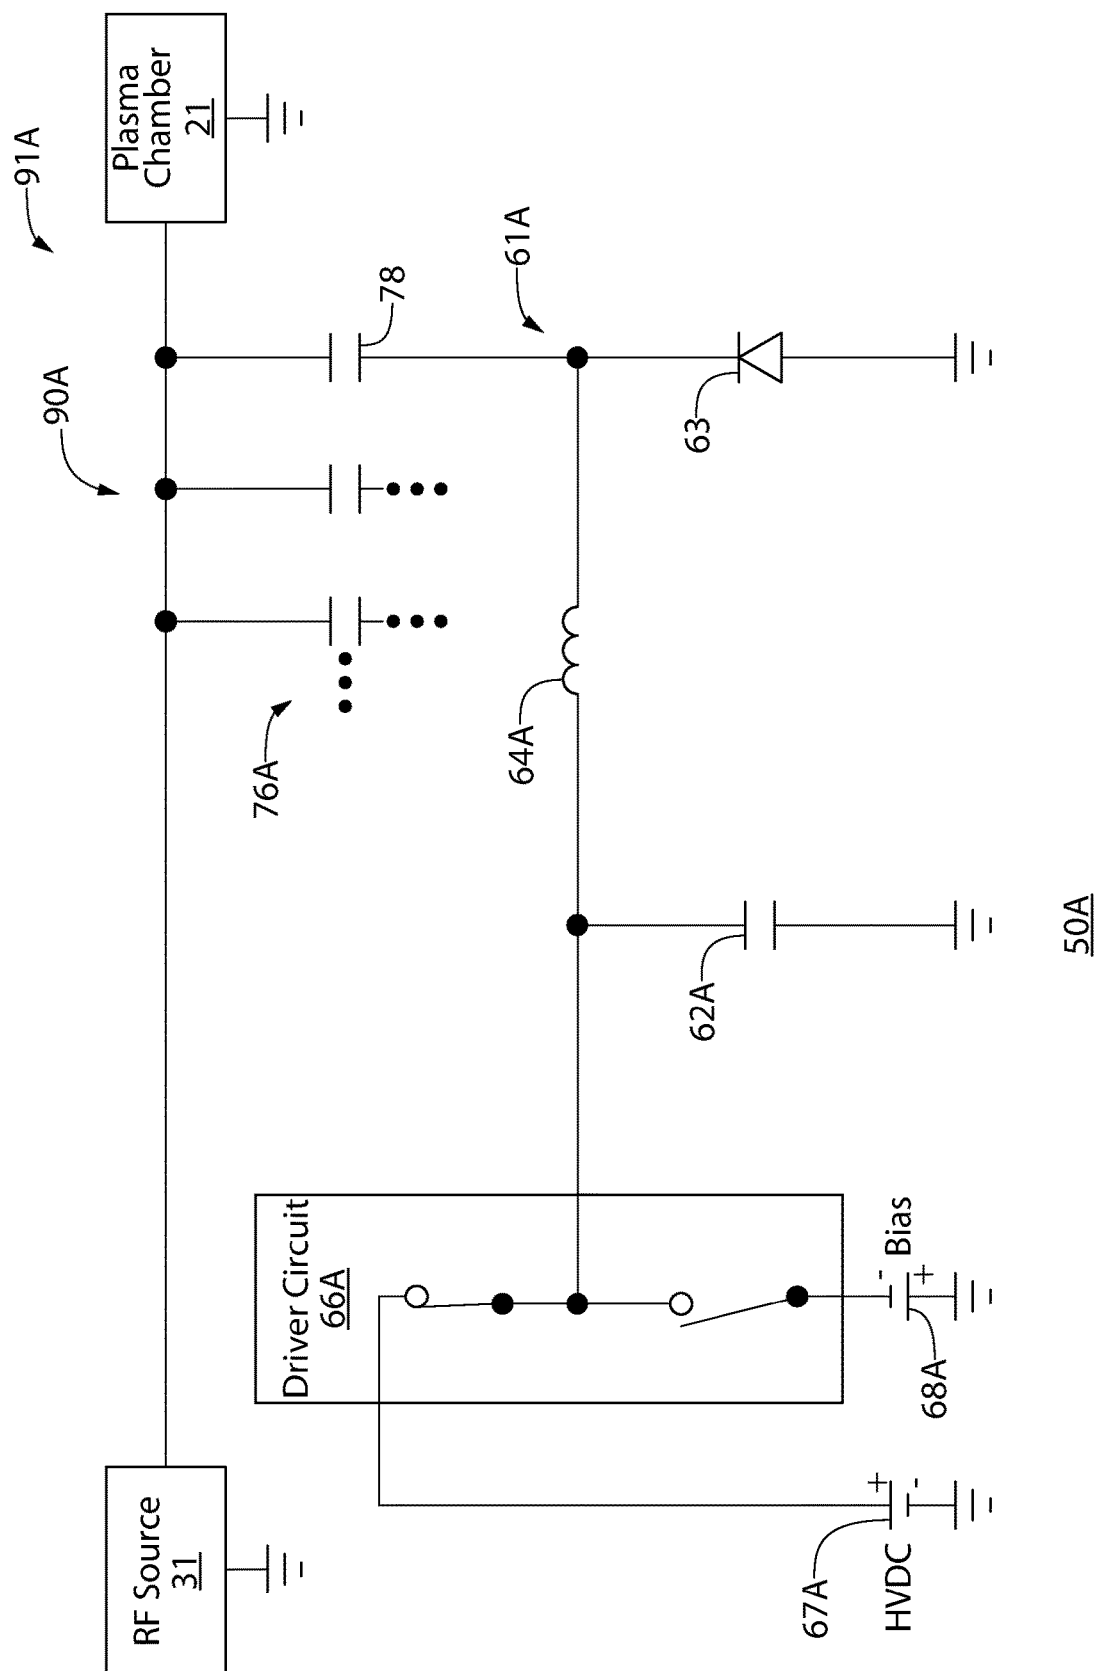 91A
90A
Plasma
Chamber
21
RF Source
31
76A
78
61A
64A
63
62A
Driver Circuit
66A
67A
+
-
HVDC
68A
-
+
Bias
50A